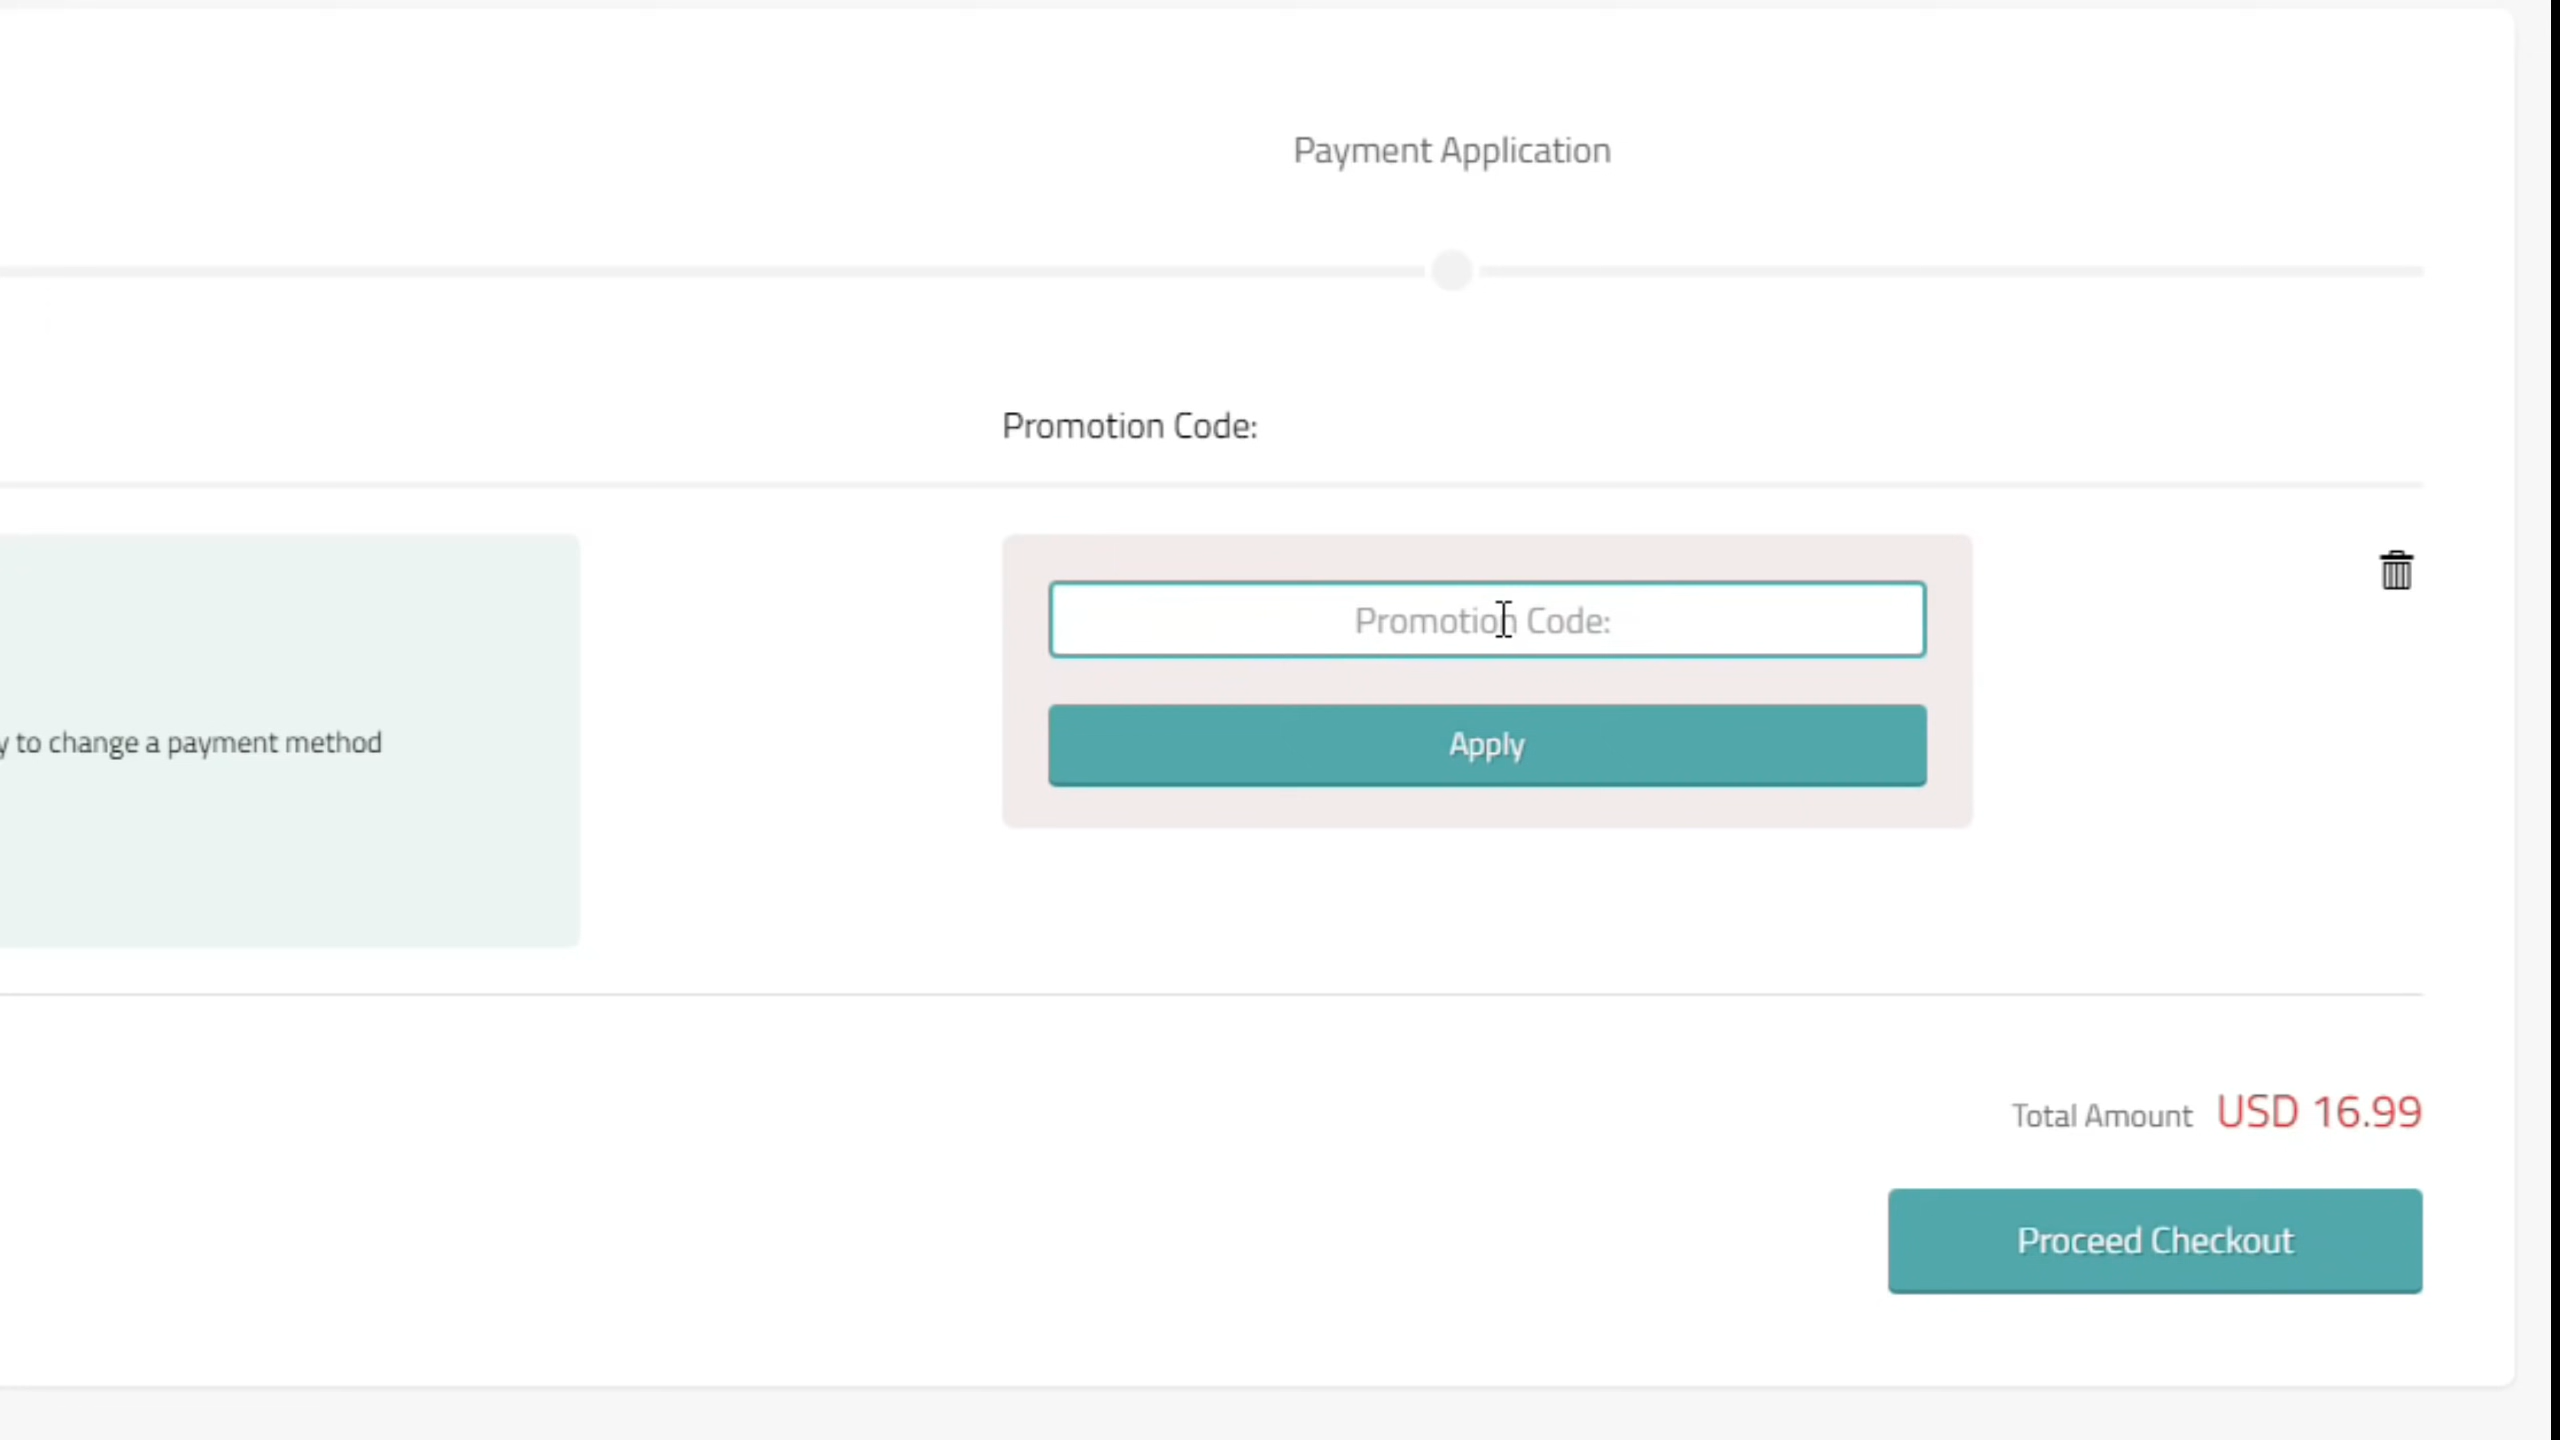 Payment Application
Promotion Code:
Promotion Code:
to change a payment method
Apply
Total Amount USD 16.99
Proceed Checkout